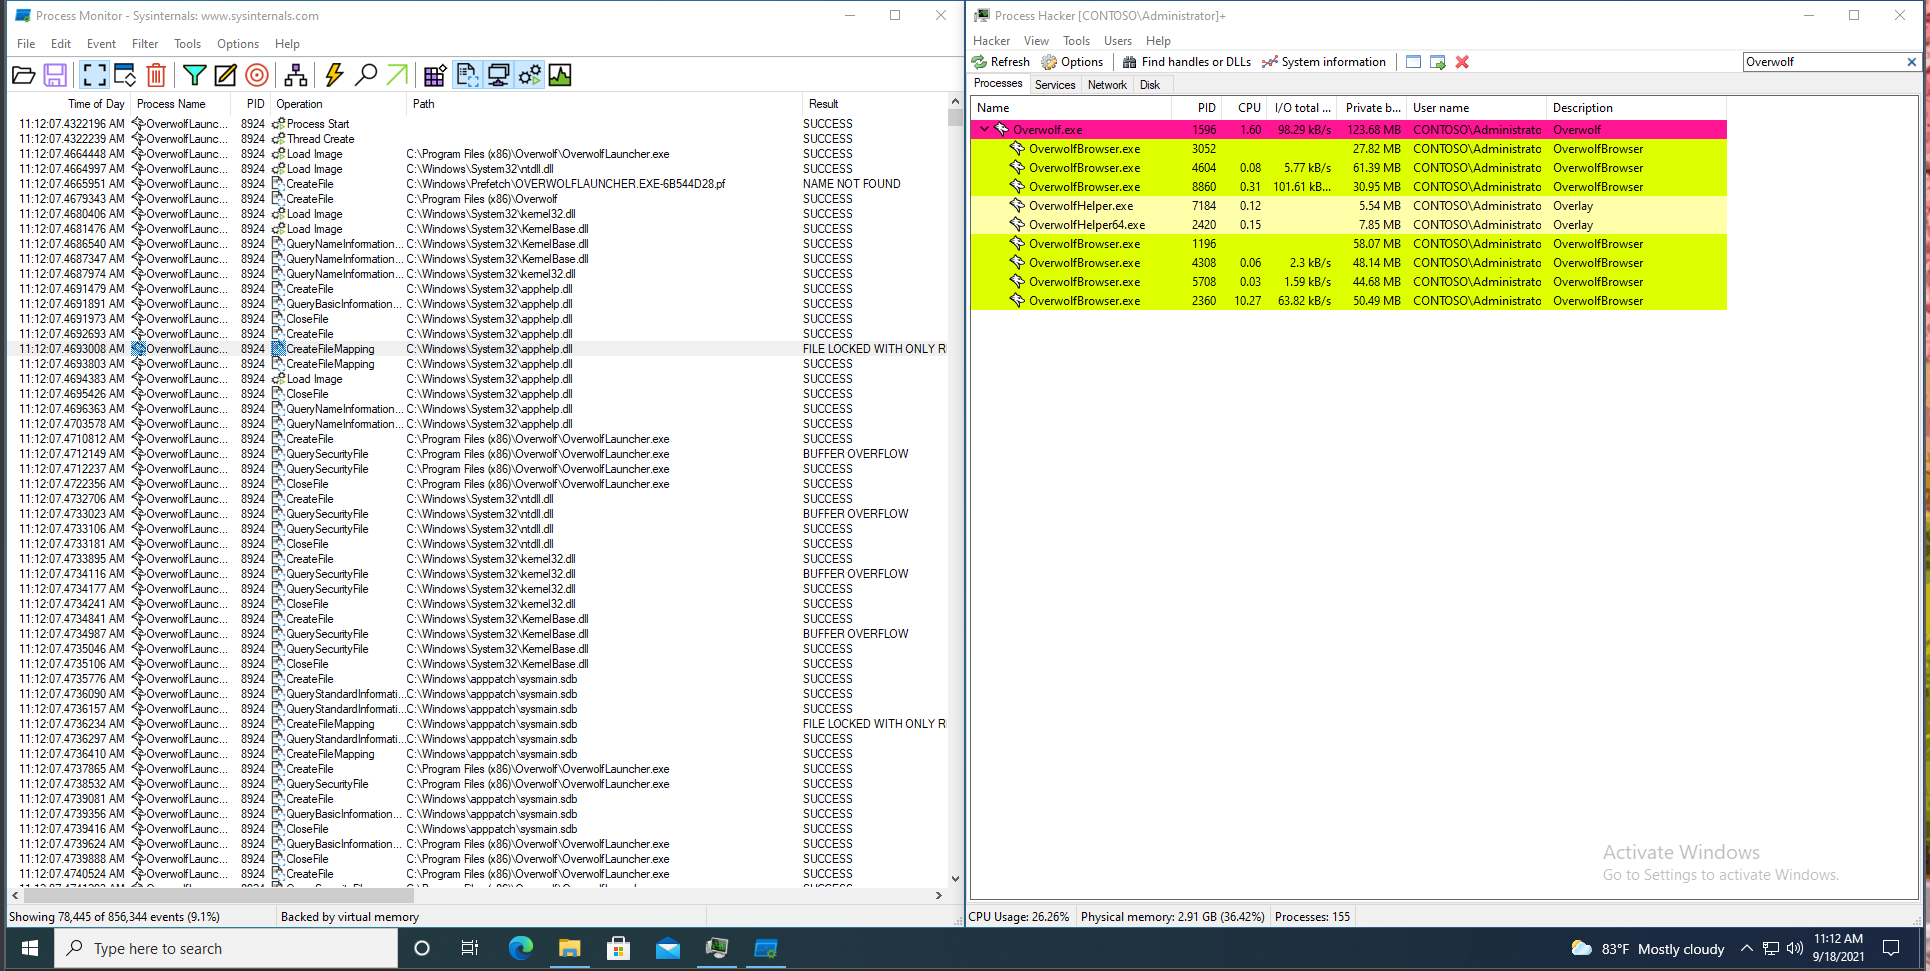 Process Monitor - Sysinternals: www.sysinternals.com
File Edit Event Filter Tools Options Help
Time of Day Process Name PID Operation Path Result
11:12:07.4322196 AM OverwolfLaunc... 8924 Process Start SUCCESS
11:12:07.4322239 AM OverwolfLaunc... 8924 Thread Create SUCCESS
11:12:07.4664448 AM OverwolfLaunc... 8924 Load Image C:\Program Files (x86)\Overwolf\OverwolfLauncher.exe SUCCESS
11:12:07.4664997 AM OverwolfLaunc... 8924 Load Image C:\Windows\System32\ntdll.dll SUCCESS
11:12:07.4665951 AM OverwolfLaunc... 8924 CreateFile C:\Windows\Prefetch\OVERWOLFLAUNCHER.EXE-6B544D28.pf NAME NOT FOUND
11:12:07.4679343 AM OverwolfLaunc... 8924 CreateFile C:\Program Files (x86)\Overwolf SUCCESS
11:12:07.4680406 AM OverwolfLaunc... 8924 Load Image C:\Windows\System32\kernel32.dll SUCCESS
11:12:07.4681476 AM OverwolfLaunc... 8924 Load Image C:\Windows\System32\KernelBase.dll SUCCESS
11:12:07.4686540 AM OverwolfLaunc... 8924 QueryNameInformation... C:\Windows\System32\KernelBase.dll SUCCESS
11:12:07.4687347 AM OverwolfLaunc... 8924 QueryNameInformation... C:\Windows\System32\KernelBase.dll SUCCESS
11:12:07.4687974 AM OverwolfLaunc... 8924 QueryNameInformation... C:\Windows\System32\kernel32.dll SUCCESS
11:12:07.4691479 AM OverwolfLaunc... 8924 CreateFile C:\Windows\System32\apphelp.dll SUCCESS
11:12:07.4691891 AM OverwolfLaunc... 8924 QueryBasicInformation... C:\Windows\System32\apphelp.dll SUCCESS
11:12:07.4691973 AM OverwolfLaunc... 8924 CloseFile C:\Windows\System32\apphelp.dll SUCCESS
11:12:07.4692693 AM OverwolfLaunc... 8924 CreateFile C:\Windows\System32\apphelp.dll SUCCESS
11:12:07.4693008 AM OverwolfLaunc... 8924 CreateFileMapping C:\Windows\System32\apphelp.dll FILE LOCKED WITH ONLY R
11:12:07.4693803 AM OverwolfLaunc... 8924 CreateFileMapping C:\Windows\System32\apphelp.dll SUCCESS
11:12:07.4694383 AM OverwolfLaunc... 8924 Load Image C:\Windows\System32\apphelp.dll SUCCESS
11:12:07.4695426 AM OverwolfLaunc... 8924 CloseFile C:\Windows\System32\apphelp.dll SUCCESS
11:12:07.4696363 AM OverwolfLaunc... 8924 QueryNameInformation... C:\Windows\System32\apphelp.dll SUCCESS
11:12:07.4703578 AM OverwolfLaunc... 8924 QueryNameInformation... C:\Windows\System32\apphelp.dll SUCCESS
11:12:07.4710812 AM OverwolfLaunc... 8924 CreateFile C:\Program Files (x86)\Overwolf\OverwolfLauncher.exe SUCCESS
11:12:07.4712149 AM OverwolfLaunc... 8924 QuerySecurityFile C:\Program Files (x86)\Overwolf\OverwolfLauncher.exe BUFFER OVERFLOW
11:12:07.4712237 AM OverwolfLaunc... 8924 QuerySecurityFile C:\Program Files (x86)\Overwolf\OverwolfLauncher.exe SUCCESS
11:12:07.4722356 AM OverwolfLaunc... 8924 CloseFile C:\Program Files (x86)\Overwolf\OverwolfLauncher.exe SUCCESS
11:12:07.4732706 AM OverwolfLaunc... 8924 CreateFile C:\Windows\System32\ntdll.dll SUCCESS
11:12:07.4733023 AM OverwolfLaunc... 8924 QuerySecurityFile C:\Windows\System32\ntdll.dll BUFFER OVERFLOW
11:12:07.4733106 AM OverwolfLaunc... 8924 QuerySecurityFile C:\Windows\System32\ntdll.dll SUCCESS
11:12:07.4733181 AM OverwolfLaunc... 8924 CloseFile C:\Windows\System32\ntdll.dll SUCCESS
11:12:07.4733895 AM OverwolfLaunc... 8924 CreateFile C:\Windows\System32\kernel32.dll SUCCESS
11:12:07.4734116 AM OverwolfLaunc... 8924 QuerySecurityFile C:\Windows\System32\kernel32.dll BUFFER OVERFLOW
11:12:07.4734177 AM OverwolfLaunc... 8924 QuerySecurityFile C:\Windows\System32\kernel32.dll SUCCESS
11:12:07.4734241 AM OverwolfLaunc... 8924 CloseFile C:\Windows\System32\kernel32.dll SUCCESS
11:12:07.4734841 AM OverwolfLaunc... 8924 CreateFile C:\Windows\System32\KernelBase.dll SUCCESS
11:12:07.4734987 AM OverwolfLaunc... 8924 QuerySecurityFile C:\Windows\System32\KernelBase.dll BUFFER OVERFLOW
11:12:07.4735046 AM OverwolfLaunc... 8924 QuerySecurityFile C:\Windows\System32\KernelBase.dll SUCCESS
11:12:07.4735106 AM OverwolfLaunc... 8924 CloseFile C:\Windows\System32\KernelBase.dll SUCCESS
11:12:07.4735776 AM OverwolfLaunc... 8924 CreateFile C:\Windows\apppatch\sysmain.sdb SUCCESS
11:12:07.4736090 AM OverwolfLaunc... 8924 QueryStandardInformati... C:\Windows\apppatch\sysmain.sdb SUCCESS
11:12:07.4736157 AM OverwolfLaunc... 8924 QueryStandardInformati... C:\Windows\apppatch\sysmain.sdb SUCCESS
11:12:07.4736234 AM OverwolfLaunc... 8924 CreateFileMapping C:\Windows\apppatch\sysmain.sdb FILE LOCKED WITH ONLY R
11:12:07.4736297 AM OverwolfLaunc... 8924 QueryStandardInformati... C:\Windows\apppatch\sysmain.sdb SUCCESS
11:12:07.4736410 AM OverwolfLaunc... 8924 CreateFileMapping C:\Windows\apppatch\sysmain.sdb SUCCESS
11:12:07.4737865 AM OverwolfLaunc... 8924 CreateFile C:\Program Files (x86)\Overwolf\OverwolfLauncher.exe SUCCESS
11:12:07.4738532 AM OverwolfLaunc... 8924 QuerySecurityFile C:\Program Files (x86)\Overwolf\OverwolfLauncher.exe SUCCESS
11:12:07.4739081 AM OverwolfLaunc... 8924 CreateFile C:\Windows\apppatch\sysmain.sdb SUCCESS
11:12:07.4739356 AM OverwolfLaunc... 8924 QueryBasicInformation... C:\Windows\apppatch\sysmain.sdb SUCCESS
11:12:07.4739416 AM OverwolfLaunc... 8924 CloseFile C:\Windows\apppatch\sysmain.sdb SUCCESS
11:12:07.4739624 AM OverwolfLaunc... 8924 QueryBasicInformation... C:\Program Files (x86)\Overwolf\OverwolfLauncher.exe SUCCESS
11:12:07.4739888 AM OverwolfLaunc... 8924 CloseFile C:\Program Files (x86)\Overwolf\OverwolfLauncher.exe SUCCESS
11:12:07.4740524 AM OverwolfLaunc... 8924 CreateFile C:\Program Files (x86)\Overwolf\OverwolfLauncher.exe SUCCESS
Showing 78,445 of 856,344 events (9.1%) Backed by virtual memory
Process Hacker [CONTOSO\Administrator]+
Hacker View Tools Users Help
Refresh Options Find handles or DLLs System information Overwolf
Processes Services Network Disk
Name PID CPU I/O total ... Private b... User name Description
Overwolf.exe 1596 1.60 98.29 kB/s 123.68 MB CONTOSO\Administrato Overwolf
OverwolfBrowser.exe 3052 27.82 MB CONTOSO\Administrato OverwolfBrowser
OverwolfBrowser.exe 4604 0.08 5.77 kB/s 61.39 MB CONTOSO\Administrato OverwolfBrowser
OverwolfBrowser.exe 8860 0.31 101.61 kB... 30.95 MB CONTOSO\Administrato OverwolfBrowser
OverwolfHelper.exe 7184 0.12 5.54 MB CONTOSO\Administrato Overlay
OverwolfHelper64.exe 2420 0.15 7.85 MB CONTOSO\Administrato Overlay
OverwolfBrowser.exe 1196 58.07 MB CONTOSO\Administrato OverwolfBrowser
OverwolfBrowser.exe 4308 0.06 2.3 kB/s 48.14 MB CONTOSO\Administrato OverwolfBrowser
OverwolfBrowser.exe 5708 0.03 1.59 kB/s 44.68 MB CONTOSO\Administrato OverwolfBrowser
OverwolfBrowser.exe 2360 10.27 63.82 kB/s 50.49 MB CONTOSO\Administrato OverwolfBrowser
Activate Windows
Go to Settings to activate Windows.
CPU Usage: 26.26% Physical memory: 2.91 GB (36.42%) Processes: 155
Type here to search
83°F Mostly cloudy
11:12 AM
9/18/2021